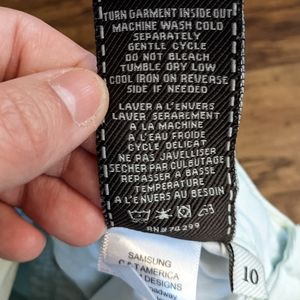 TURN GARMENT INSIDE OUT
MACHINE WASH COLD
SEPARATELY
GENTLE CYCLE
DO NOT BLEACH
TUMBLE DRY LOW
COOL IRON ON REVERSE
SIDE IF NEEDED
LAVER A L'ENVERS
LAVER SERAREMENT
A LA MACHINE
A L'EAU FROIDE
CYCLE DELICAT
NE PAS JAVELLISER
SECHER PAR CULBUTAGE
REPASSER A BASSE
TEMPERATURE
A L'ENVERS AU BESOIN
RN#74299
SAMSUNG
AMERICA
DESIGNS
10